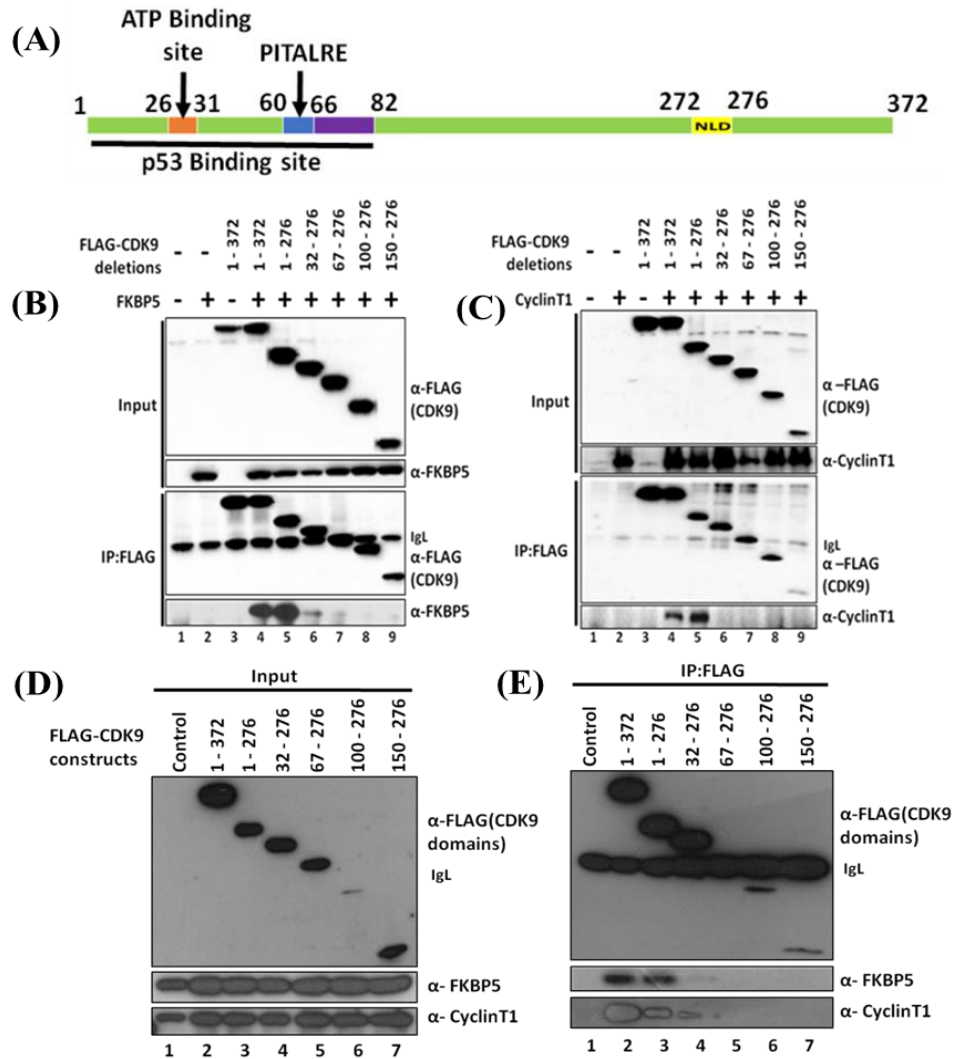 (A)
ATP Binding
site PITALRE
1 26 31 60 66 82 272 276 372
NLD
p53 Binding site
(B)
FLAG-CDK9
deletions
- - 1 - 372 1 - 372 1 - 276 32 - 276 67 - 276 100 - 276 150 - 276
FKBP5 - + - + + + + + +
Input
α-FLAG
(CDK9)
α-FKBP5
IP:FLAG
IgL
α-FLAG
(CDK9)
α-FKBP5
1 2 3 4 5 6 7 8 9
(C)
FLAG-CDK9
deletions
- - 1 - 372 1 - 372 1 - 276 32 - 276 67 - 276 100 - 276 150 - 276
CyclinT1 - + - + + + + + +
Input
α –FLAG
(CDK9)
α-CyclinT1
IP:FLAG
IgL
α –FLAG
(CDK9)
α-CyclinT1
1 2 3 4 5 6 7 8 9
(D)
Input
FLAG-CDK9
constructs
Control 1 - 372 1 - 276 32 - 276 67 - 276 100 - 276 150 - 276
α-FLAG(CDK9
domains)
IgL
α- FKBP5
α- CyclinT1
1 2 3 4 5 6 7
(E)
IP:FLAG
Control 1 - 372 1 - 276 32 - 276 67 - 276 100 - 276 150 - 276
α-FLAG(CDK9
domains)
IgL
α- FKBP5
α- CyclinT1
1 2 3 4 5 6 7